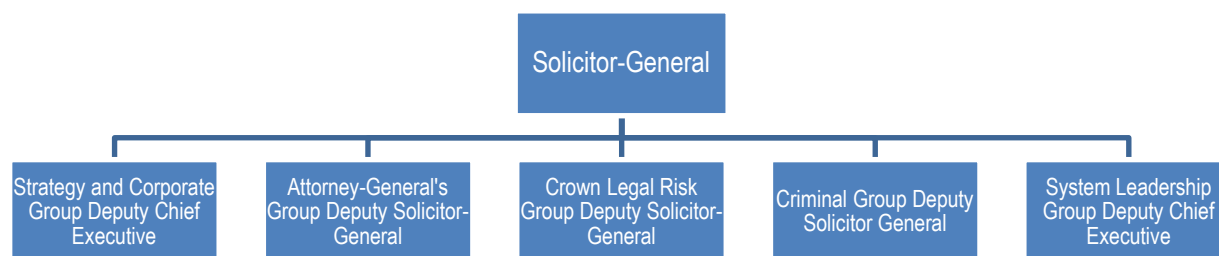 Solicitor-General
Strategy and Corporate
Group Deputy Chief
Executive
Attorney-General's
Group Deputy Solicitor-
General
Crown Legal Risk
Group Deputy Solicitor-
General
Criminal Group Deputy
Solicitor General
System Leadership
Group Deputy Chief
Executive